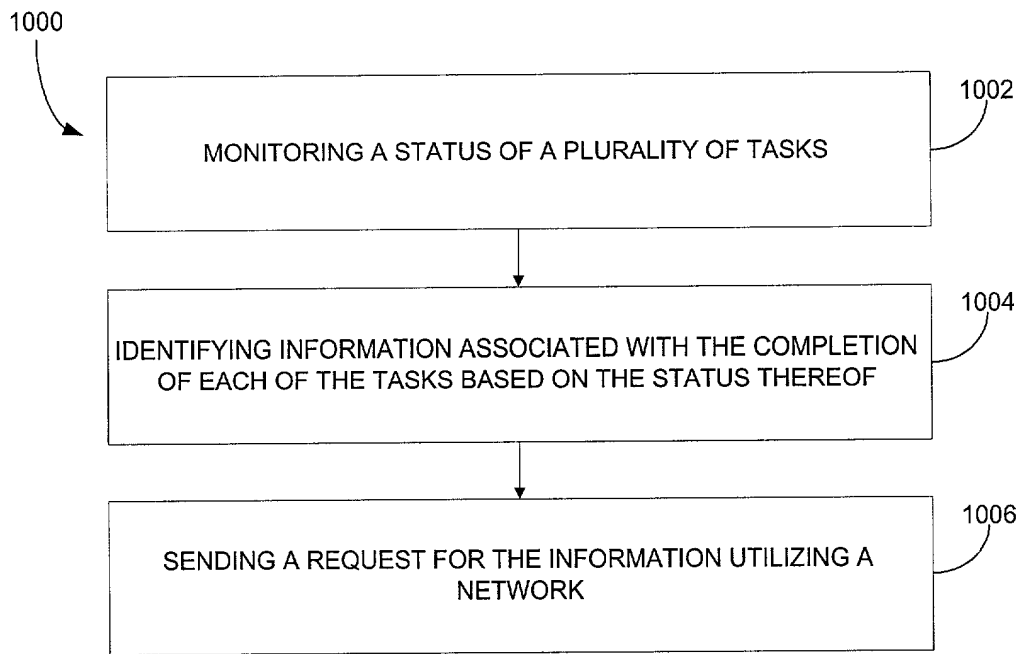 1000
1002
MONITORING A STATUS OF A PLURALITY OF TASKS
1004
IDENTIFYING INFORMATION ASSOCIATED WITH THE COMPLETION
OF EACH OF THE TASKS BASED ON THE STATUS THEREOF
1006
SENDING A REQUEST FOR THE INFORMATION UTILIZING A
NETWORK